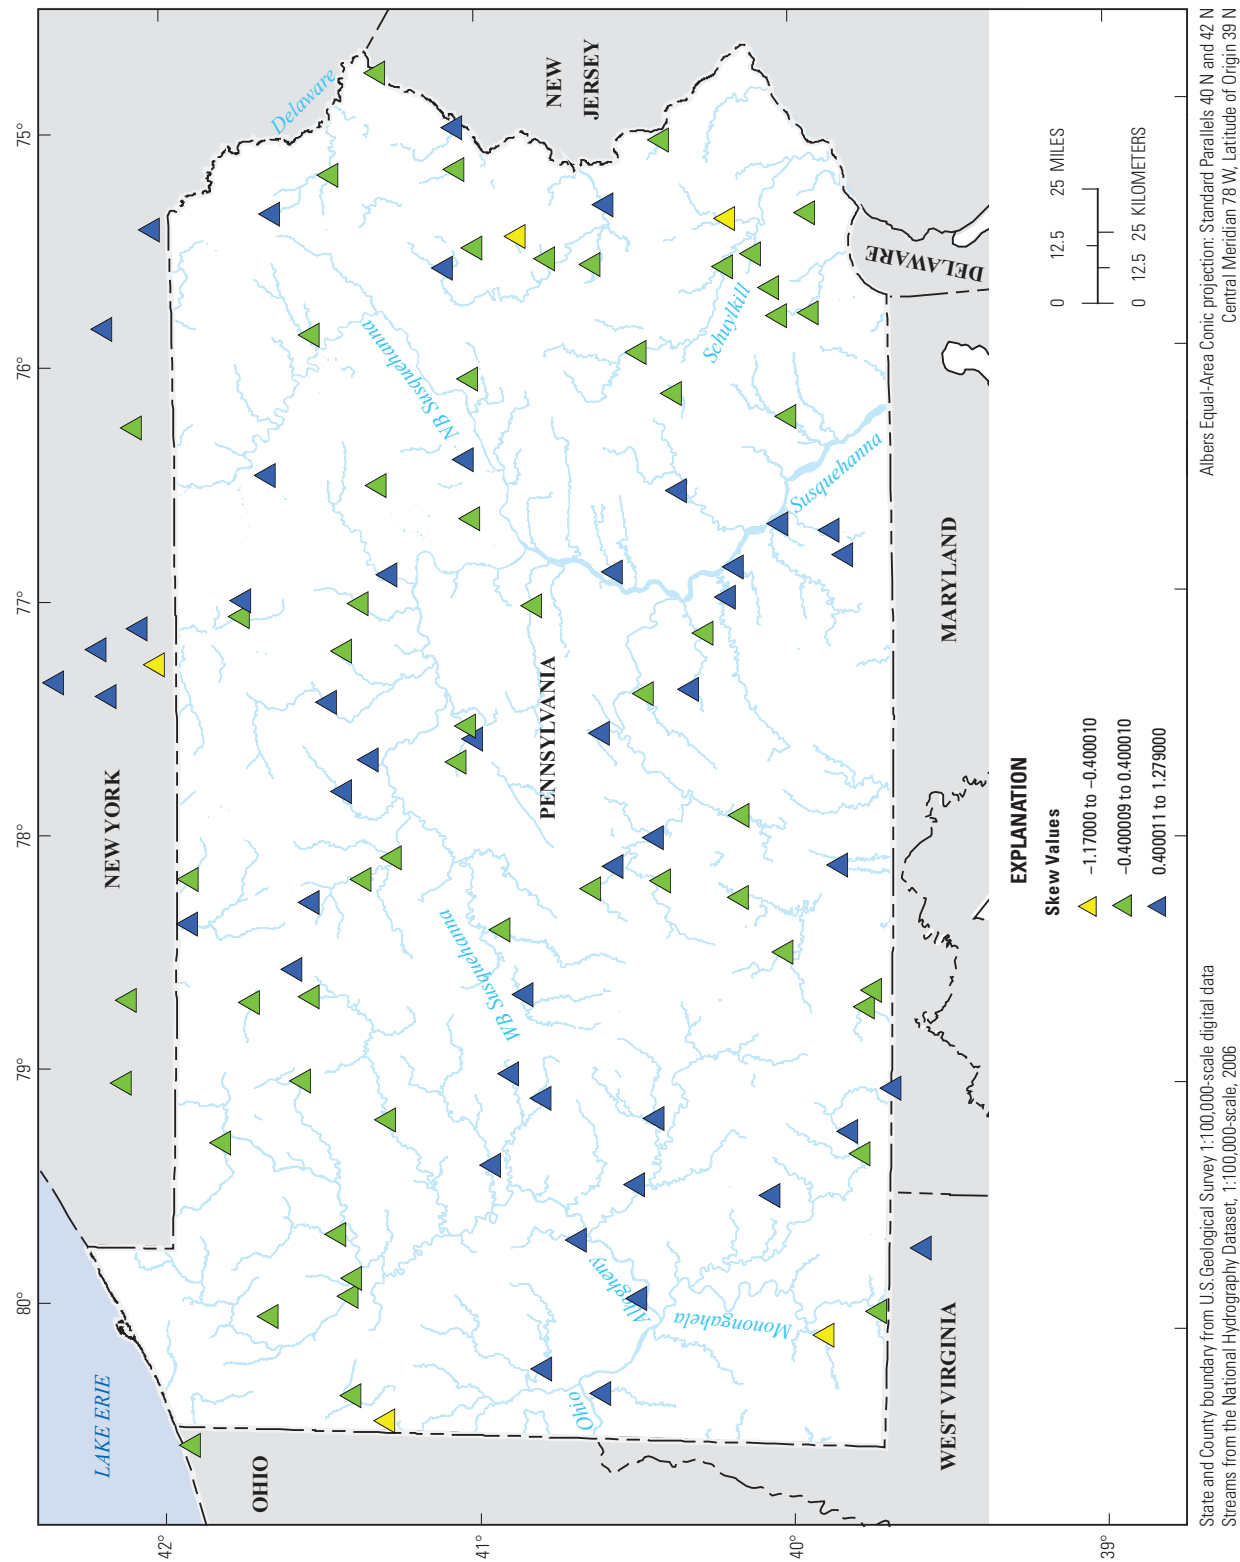 80°
79°
78°
77°
76°
75°
42°
41°
40°
39°
LAKE ERIE
NEW YORK
OHIO
Delaware
NB Susquehanna
WB Susquehanna
PENNSYLVANIA
NEW
JERSEY
Allegheny
Ohio
Monongahela
Schuylkill
Susquehanna
WEST VIRGINIA
MARYLAND
DELAWARE
EXPLANATION
Skew Values
−1.17000 to −0.400010
−0.400009 to 0.400010
0.400011 to 1.279000
0 12.5 25 MILES
0 12.5 25 KILOMETERS
State and County boundary from U.S. Geological Survey 1:100,000-scale digital data
Streams from the National Hydrography Dataset, 1:100,000-scale, 2006
Albers Equal-Area Conic projection: Standard Parallels 40 N and 42 N
Central Meridian 78 W, Latitude of Origin 39 N